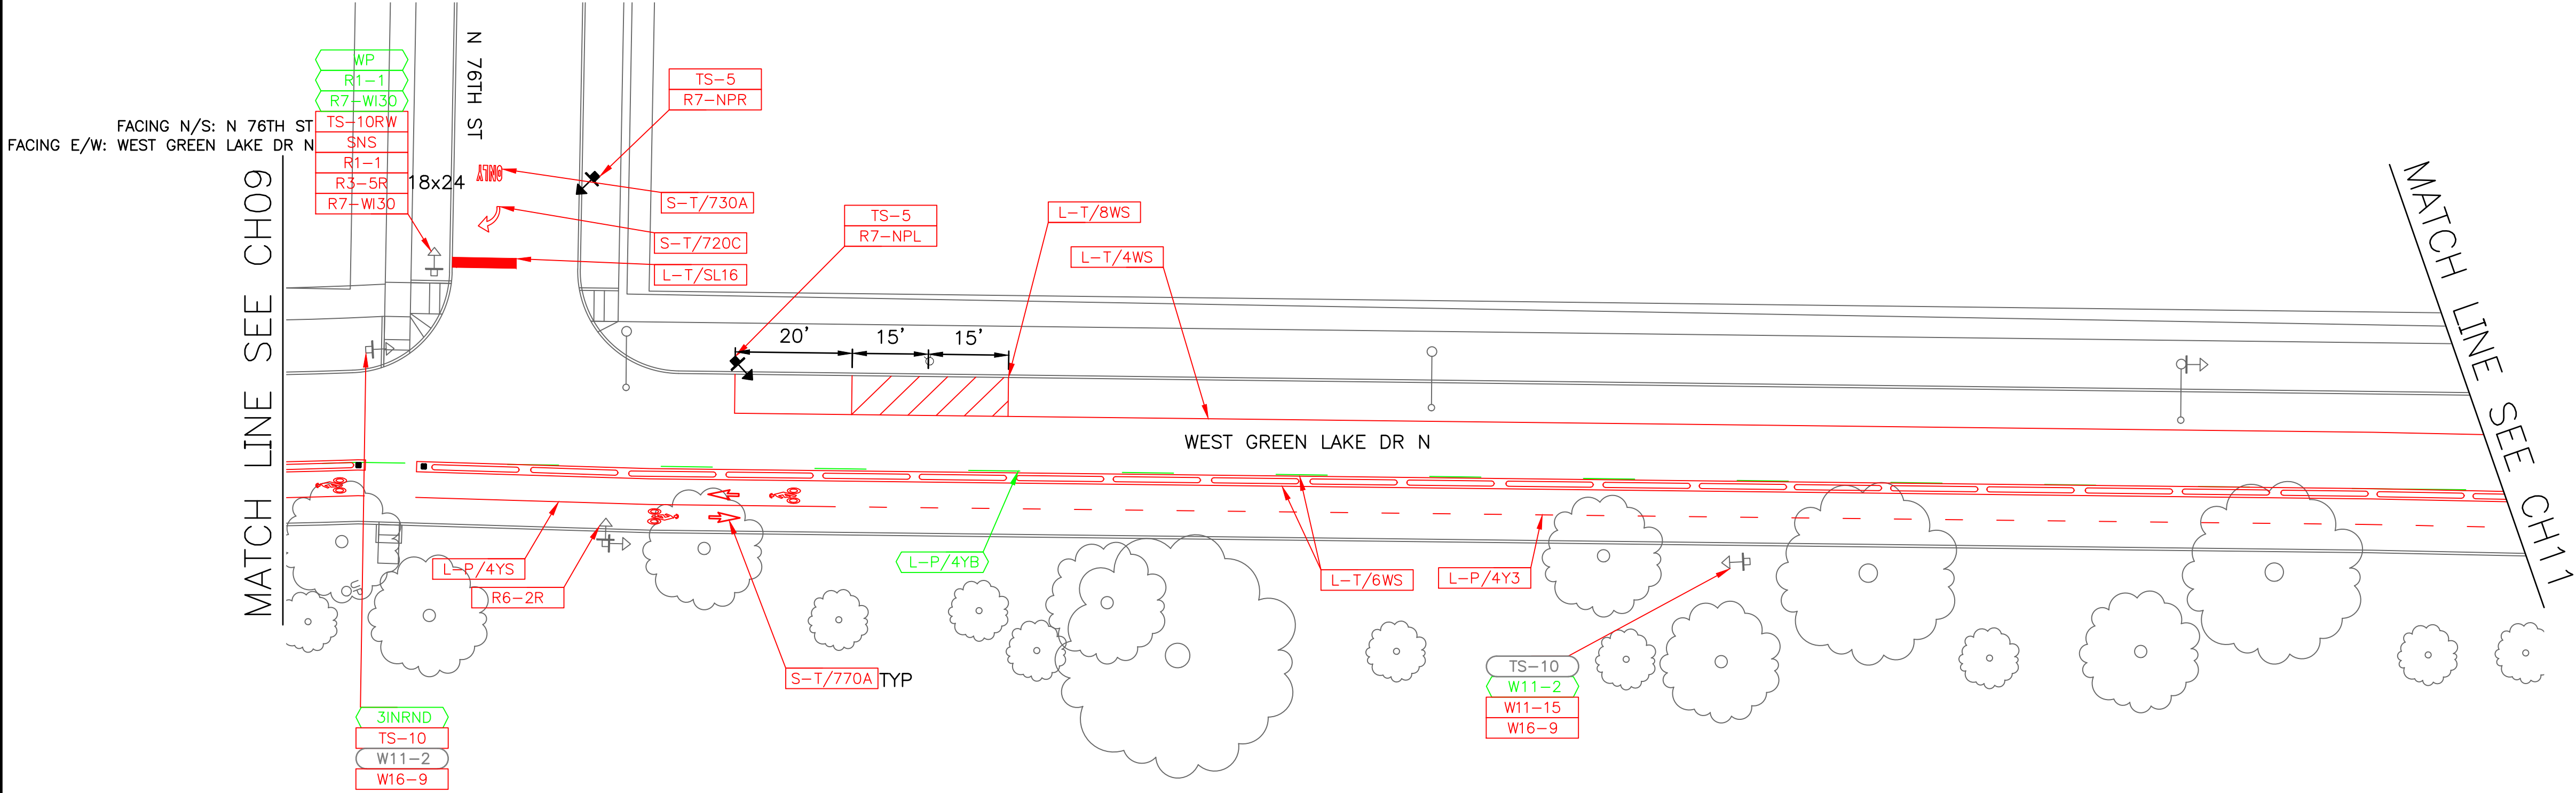 WP
R1-1
R7-WI30
TS-10RW
SNS
R1-1
R3-5R
R7-WI30
FACING N/S: N 76TH ST
FACING E/W: WEST GREEN LAKE DR N
18x24
N 76TH ST
ONLY
TS-5
R7-NPR
S-T/730A
S-T/720C
L-T/SL16
TS-5
R7-NPL
L-T/8WS
L-T/4WS
20'
15'
15'
MATCH LINE SEE CH09
MATCH LINE SEE CH11
WEST GREEN LAKE DR N
L-P/4YS
R6-2R
L-P/4YB
L-T/6WS
L-P/4Y3
S-T/770A TYP
TS-10
W11-2
W11-15
W16-9
3INRND
TS-10
W11-2
W16-9